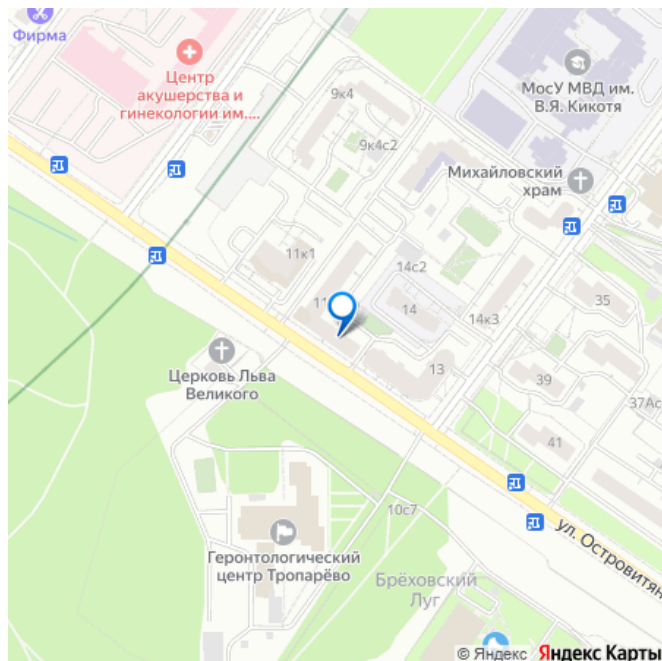 Фирма
Центр
акушерства и
гинекологии им....
9к4
МосУ МВД им.
В.Я. Кикотя
9к4с2
Михайловский
храм
11к1
14с2
11
14
14к3
35
Церковь Льва
Великого
13
39
37Ас
41
10с7
ул. Островитян
Геронтологический
центр Тропарёво
Брёховский
Луг
© Яндекс Яндекс Карты